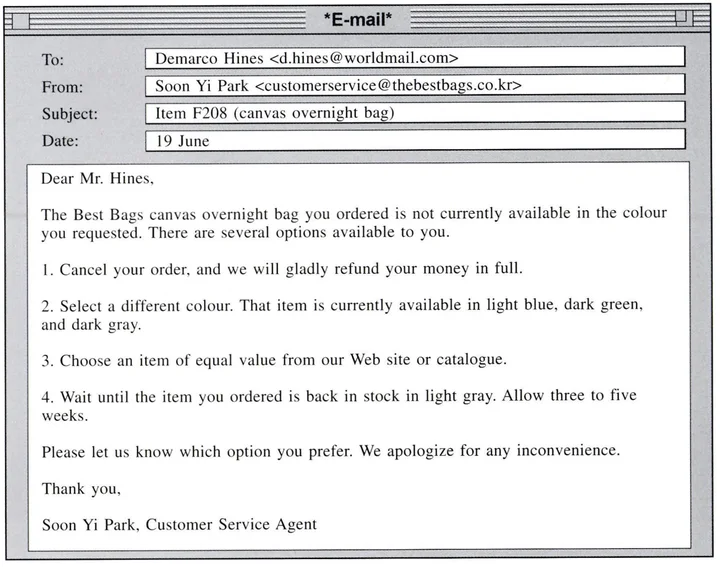 *E-mail*
To: Demarco Hines <d.hines@worldmail.com>
From: Soon Yi Park <customerservice@thebestbags.co.kr>
Subject: Item F208 (canvas overnight bag)
Date: 19 June
Dear Mr. Hines,
The Best Bags canvas overnight bag you ordered is not currently available in the colour
you requested. There are several options available to you.
1. Cancel your order, and we will gladly refund your money in full.
2. Select a different colour. That item is currently available in light blue, dark green,
and dark gray.
3. Choose an item of equal value from our Web site or catalogue.
4. Wait until the item you ordered is back in stock in light gray. Allow three to five
weeks.
Please let us know which option you prefer. We apologize for any inconvenience.
Thank you,
Soon Yi Park, Customer Service Agent